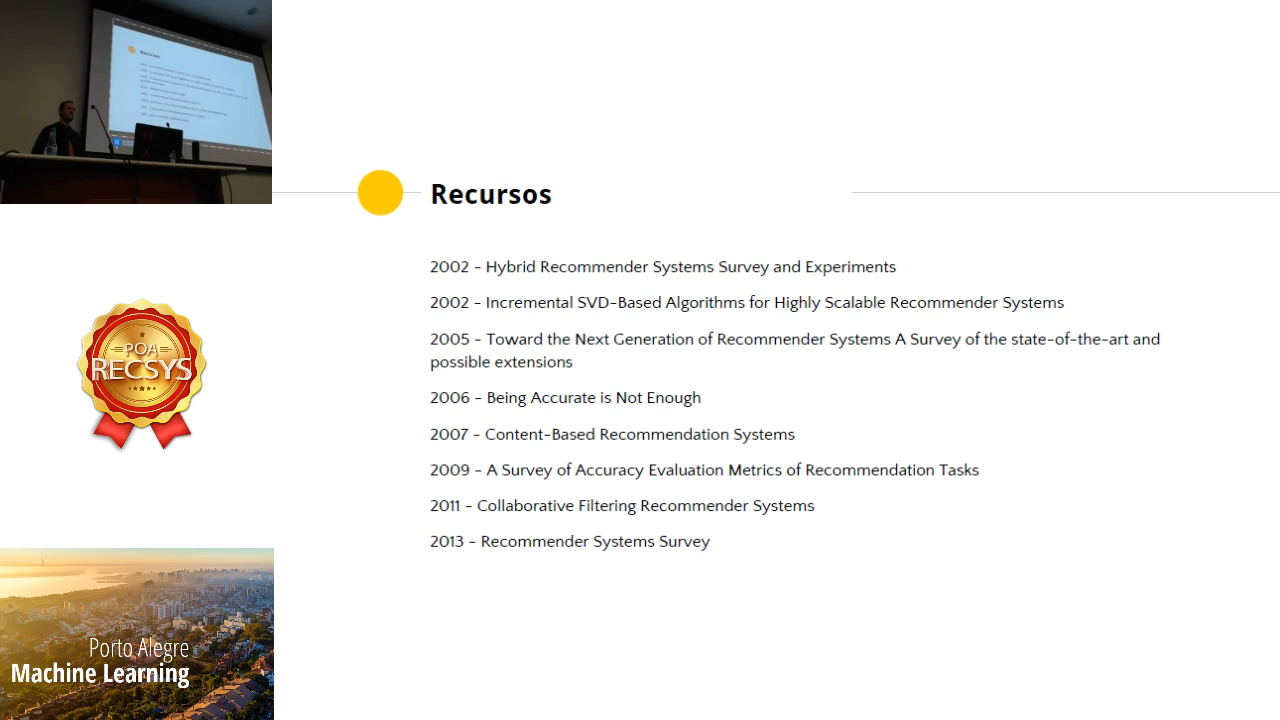 Recursos
2002 - Hybrid Recommender Systems Survey and Experiments
2002 - Incremental SVD-Based Algorithms for Highly Scalable Recommender Systems
2005 - Toward the Next Generation of Recommender Systems A Survey of the state-of-the-art and
possible extensions
2006 - Being Accurate is Not Enough
2007 - Content-Based Recommendation Systems
2009 - A Survey of Accuracy Evaluation Metrics of Recommendation Tasks
2011 - Collaborative Filtering Recommender Systems
2013 - Recommender Systems Survey
Recursos
POA
RECSYS
Porto Alegre
Machine Learning